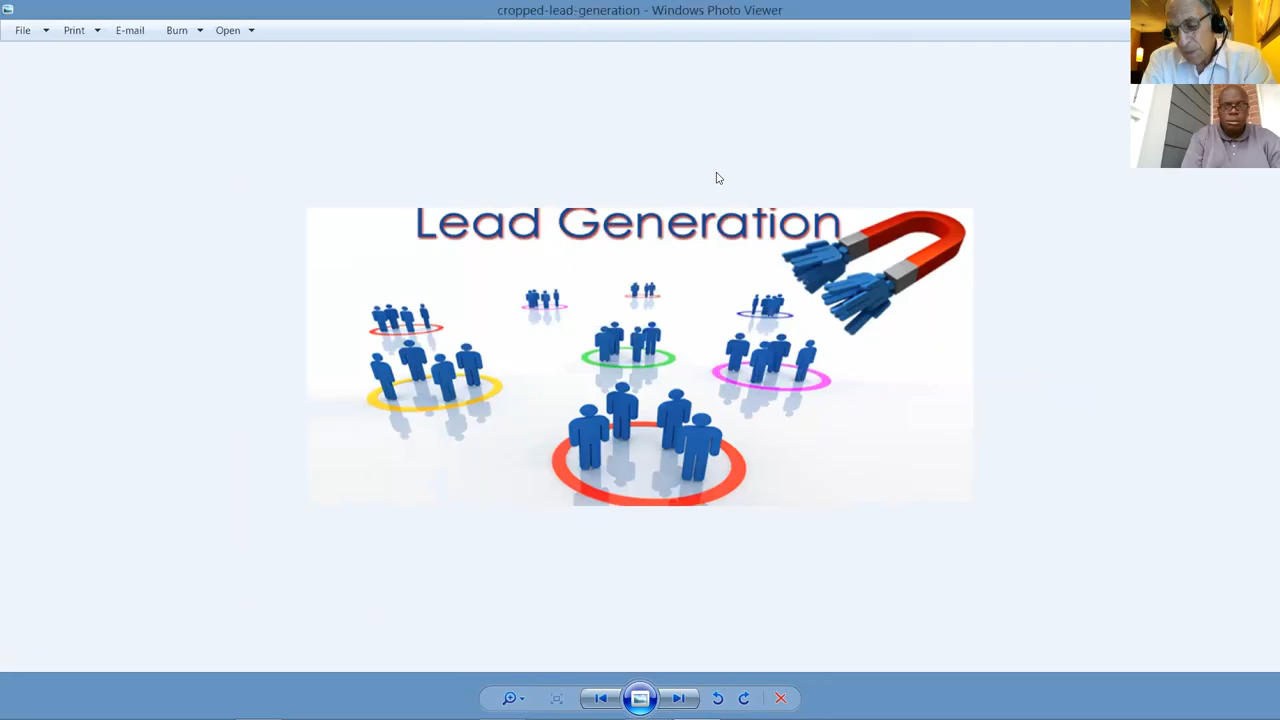 cropped-lead-generation - Windows Photo Viewer
File Print E-mail Burn Open
Lead Generation